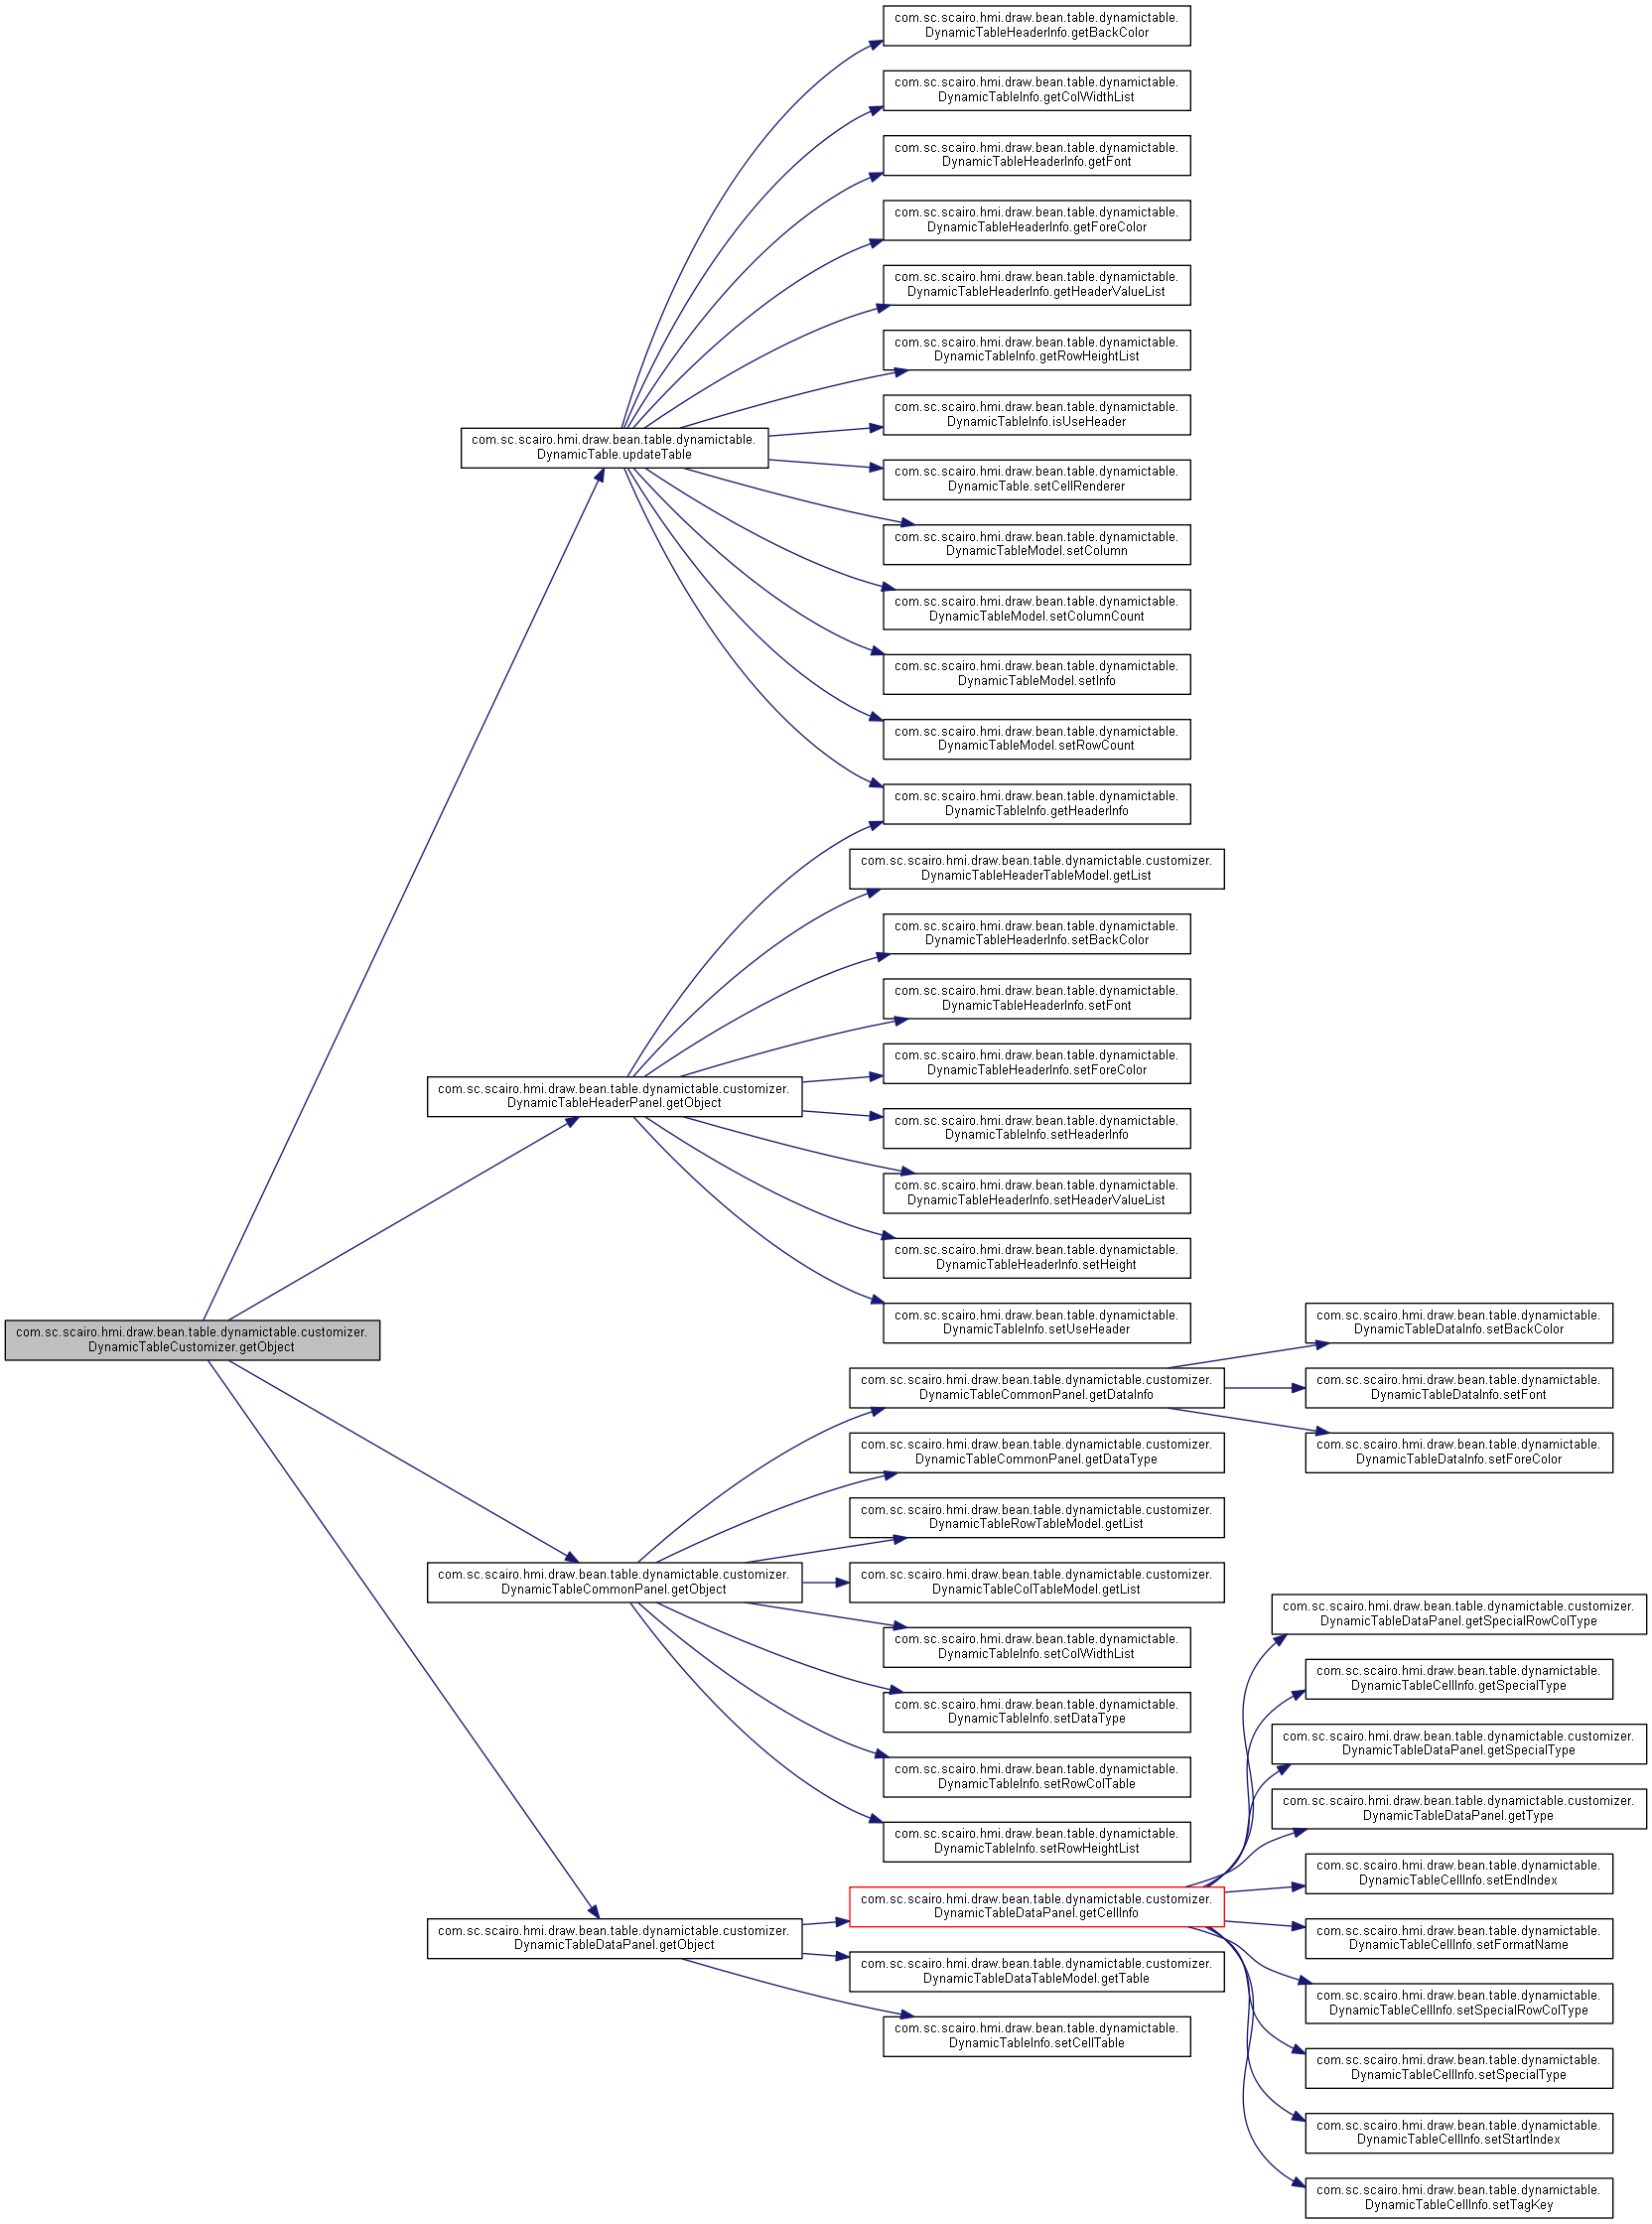 com.sc.scairo.hmi.draw.bean.table.dynamictable.
DynamicTableHeaderInfo.getBackColor
com.sc.scairo.hmi.draw.bean.table.dynamictable.
DynamicTableInfo.getColWidthList
com.sc.scairo.hmi.draw.bean.table.dynamictable.
DynamicTableHeaderInfo.getFont
com.sc.scairo.hmi.draw.bean.table.dynamictable.
DynamicTableHeaderInfo.getForeColor
com.sc.scairo.hmi.draw.bean.table.dynamictable.
DynamicTableHeaderInfo.getHeaderValueList
com.sc.scairo.hmi.draw.bean.table.dynamictable.
DynamicTableInfo.getRowHeightList
com.sc.scairo.hmi.draw.bean.table.dynamictable.
DynamicTableInfo.isUseHeader
com.sc.scairo.hmi.draw.bean.table.dynamictable.
DynamicTable.updateTable
com.sc.scairo.hmi.draw.bean.table.dynamictable.
DynamicTable.setCellRenderer
com.sc.scairo.hmi.draw.bean.table.dynamictable.
DynamicTableModel.setColumn
com.sc.scairo.hmi.draw.bean.table.dynamictable.
DynamicTableModel.setColumnCount
com.sc.scairo.hmi.draw.bean.table.dynamictable.
DynamicTableModel.setInfo
com.sc.scairo.hmi.draw.bean.table.dynamictable.
DynamicTableModel.setRowCount
com.sc.scairo.hmi.draw.bean.table.dynamictable.
DynamicTableInfo.getHeaderInfo
com.sc.scairo.hmi.draw.bean.table.dynamictable.customizer.
DynamicTableHeaderTableModel.getList
com.sc.scairo.hmi.draw.bean.table.dynamictable.
DynamicTableHeaderInfo.setBackColor
com.sc.scairo.hmi.draw.bean.table.dynamictable.
DynamicTableHeaderInfo.setFont
com.sc.scairo.hmi.draw.bean.table.dynamictable.
DynamicTableHeaderInfo.setForeColor
com.sc.scairo.hmi.draw.bean.table.dynamictable.customizer.
DynamicTableHeaderPanel.getObject
com.sc.scairo.hmi.draw.bean.table.dynamictable.
DynamicTableInfo.setHeaderInfo
com.sc.scairo.hmi.draw.bean.table.dynamictable.
DynamicTableHeaderInfo.setHeaderValueList
com.sc.scairo.hmi.draw.bean.table.dynamictable.
DynamicTableHeaderInfo.setHeight
com.sc.scairo.hmi.draw.bean.table.dynamictable.
DynamicTableInfo.setUseHeader
com.sc.scairo.hmi.draw.bean.table.dynamictable.customizer.
DynamicTableCustomizer.getObject
com.sc.scairo.hmi.draw.bean.table.dynamictable.
DynamicTableDataInfo.setBackColor
com.sc.scairo.hmi.draw.bean.table.dynamictable.customizer.
DynamicTableCommonPanel.getDataInfo
com.sc.scairo.hmi.draw.bean.table.dynamictable.
DynamicTableDataInfo.setFont
com.sc.scairo.hmi.draw.bean.table.dynamictable.
DynamicTableDataInfo.setForeColor
com.sc.scairo.hmi.draw.bean.table.dynamictable.customizer.
DynamicTableCommonPanel.getDataType
com.sc.scairo.hmi.draw.bean.table.dynamictable.customizer.
DynamicTableRowTableModel.getList
com.sc.scairo.hmi.draw.bean.table.dynamictable.customizer.
DynamicTableCommonPanel.getObject
com.sc.scairo.hmi.draw.bean.table.dynamictable.customizer.
DynamicTableColTableModel.getList
com.sc.scairo.hmi.draw.bean.table.dynamictable.
DynamicTableInfo.setColWidthList
com.sc.scairo.hmi.draw.bean.table.dynamictable.
DynamicTableInfo.setDataType
com.sc.scairo.hmi.draw.bean.table.dynamictable.
DynamicTableInfo.setRowColTable
com.sc.scairo.hmi.draw.bean.table.dynamictable.
DynamicTableInfo.setRowHeightList
com.sc.scairo.hmi.draw.bean.table.dynamictable.customizer.
DynamicTableDataPanel.getSpecialRowColType
com.sc.scairo.hmi.draw.bean.table.dynamictable.
DynamicTableCellInfo.getSpecialType
com.sc.scairo.hmi.draw.bean.table.dynamictable.customizer.
DynamicTableDataPanel.getSpecialType
com.sc.scairo.hmi.draw.bean.table.dynamictable.customizer.
DynamicTableDataPanel.getType
com.sc.scairo.hmi.draw.bean.table.dynamictable.
DynamicTableCellInfo.setEndIndex
com.sc.scairo.hmi.draw.bean.table.dynamictable.customizer.
DynamicTableDataPanel.getCellInfo
com.sc.scairo.hmi.draw.bean.table.dynamictable.customizer.
DynamicTableDataPanel.getObject
com.sc.scairo.hmi.draw.bean.table.dynamictable.
DynamicTableCellInfo.setFormatName
com.sc.scairo.hmi.draw.bean.table.dynamictable.customizer.
DynamicTableDataTableModel.getTable
com.sc.scairo.hmi.draw.bean.table.dynamictable.
DynamicTableCellInfo.setSpecialRowColType
com.sc.scairo.hmi.draw.bean.table.dynamictable.
DynamicTableInfo.setCellTable
com.sc.scairo.hmi.draw.bean.table.dynamictable.
DynamicTableCellInfo.setSpecialType
com.sc.scairo.hmi.draw.bean.table.dynamictable.
DynamicTableCellInfo.setStartIndex
com.sc.scairo.hmi.draw.bean.table.dynamictable.
DynamicTableCellInfo.setTagKey